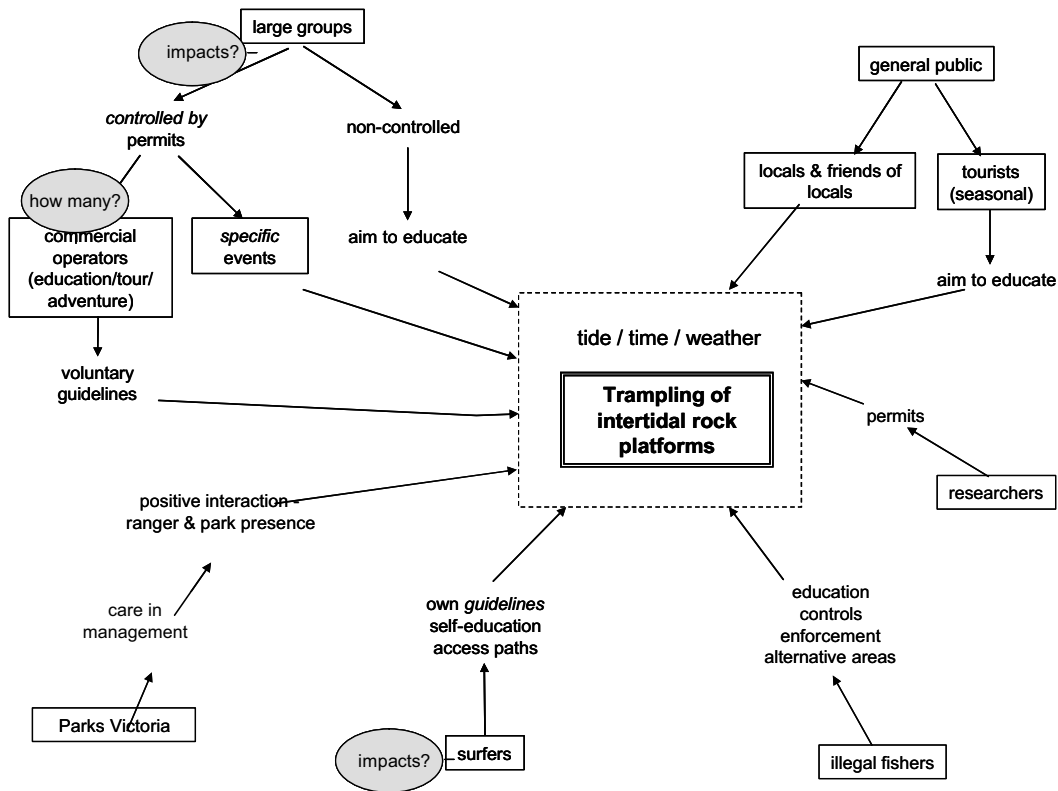 large groups
impacts?
general public
controlled by
permits
non-controlled
locals & friends of
locals
tourists
(seasonal)
how many?
commercial
operators
(education/tour/
adventure)
specific
events
aim to educate
aim to educate
tide / time / weather
voluntary
guidelines
Trampling of
intertidal rock
platforms
permits
researchers
positive interaction -
ranger & park presence
care in
management
Parks Victoria
own guidelines
self-education
access paths
impacts?
surfers
education
controls
enforcement
alternative areas
illegal fishers